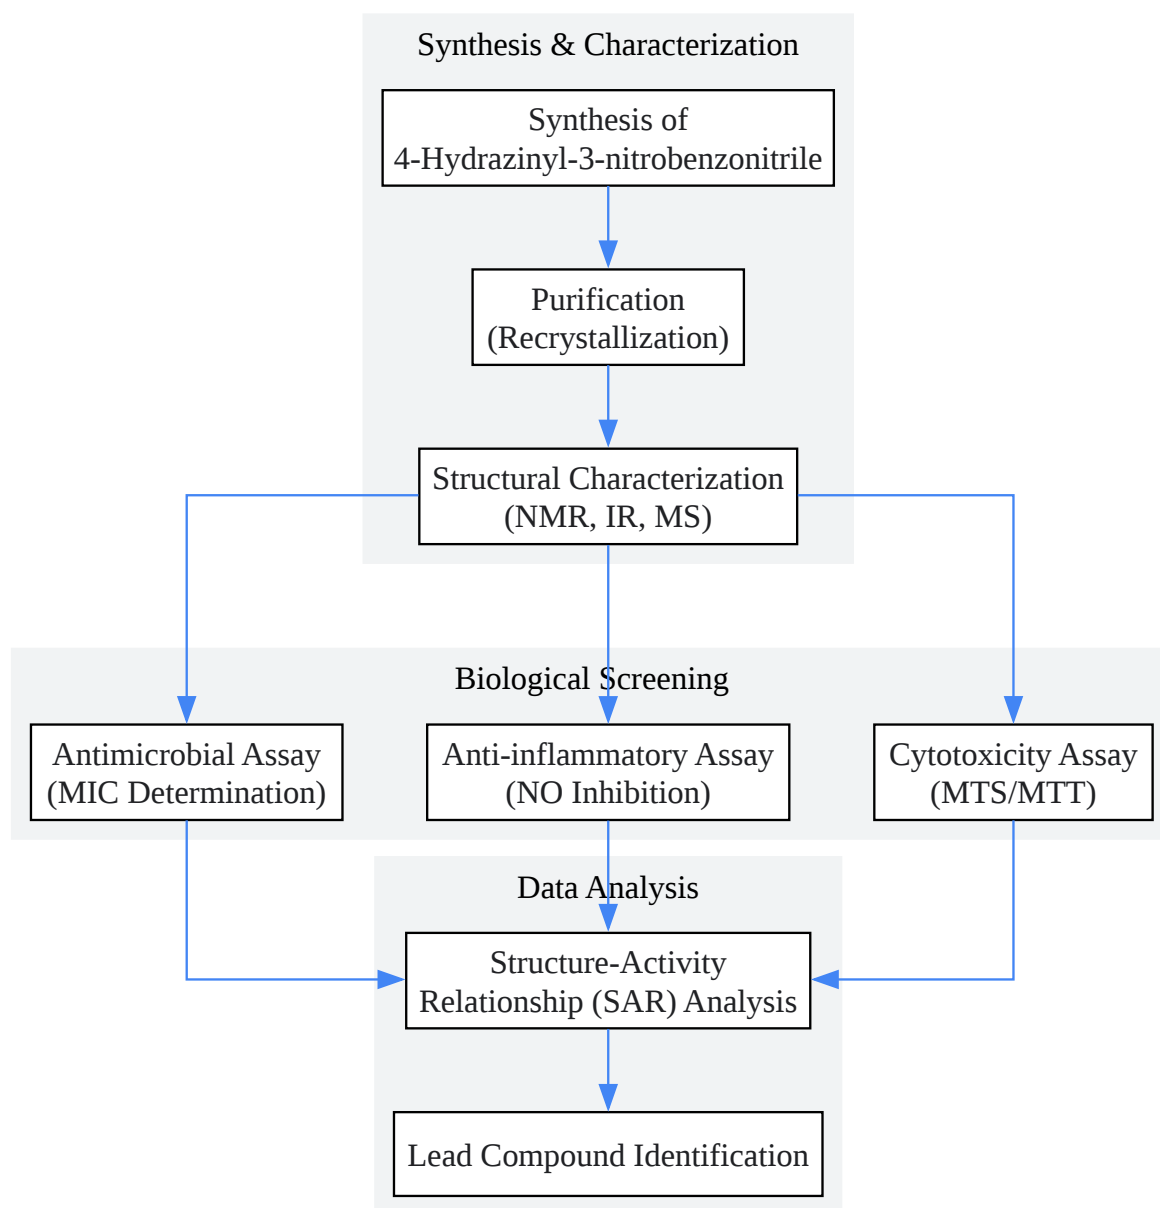 Synthesis & Characterization
Synthesis of
4-Hydrazinyl-3-nitrobenzonitrile
Purification
(Recrystallization)
Structural Characterization
(NMR, IR, MS)
Biological Screening
Antimicrobial Assay
(MIC Determination)
Anti-inflammatory Assay
(NO Inhibition)
Cytotoxicity Assay
(MTS/MTT)
Data Analysis
Structure-Activity
Relationship (SAR) Analysis
Lead Compound Identification